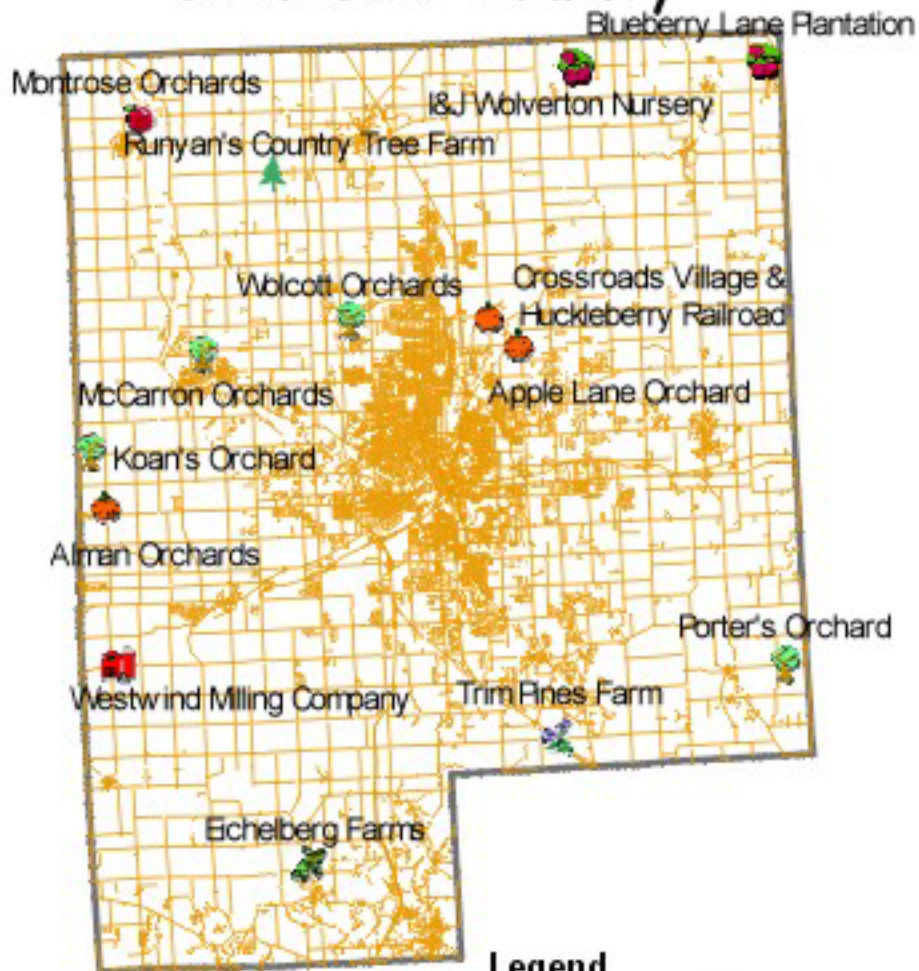 Blueberry Lane Plantation
Montrose Orchards
I&J Wolverton Nursery
Runyan's Country Tree Farm
Wolcott Orchards
Crossroads Village &
Huckleberry Railroad
McCarron Orchards
Apple Lane Orchard
Koan's Orchard
Alman Orchards
Porter's Orchard
Westwind Milling Company
Trim Pines Farm
Eichelberg Farms
Legend